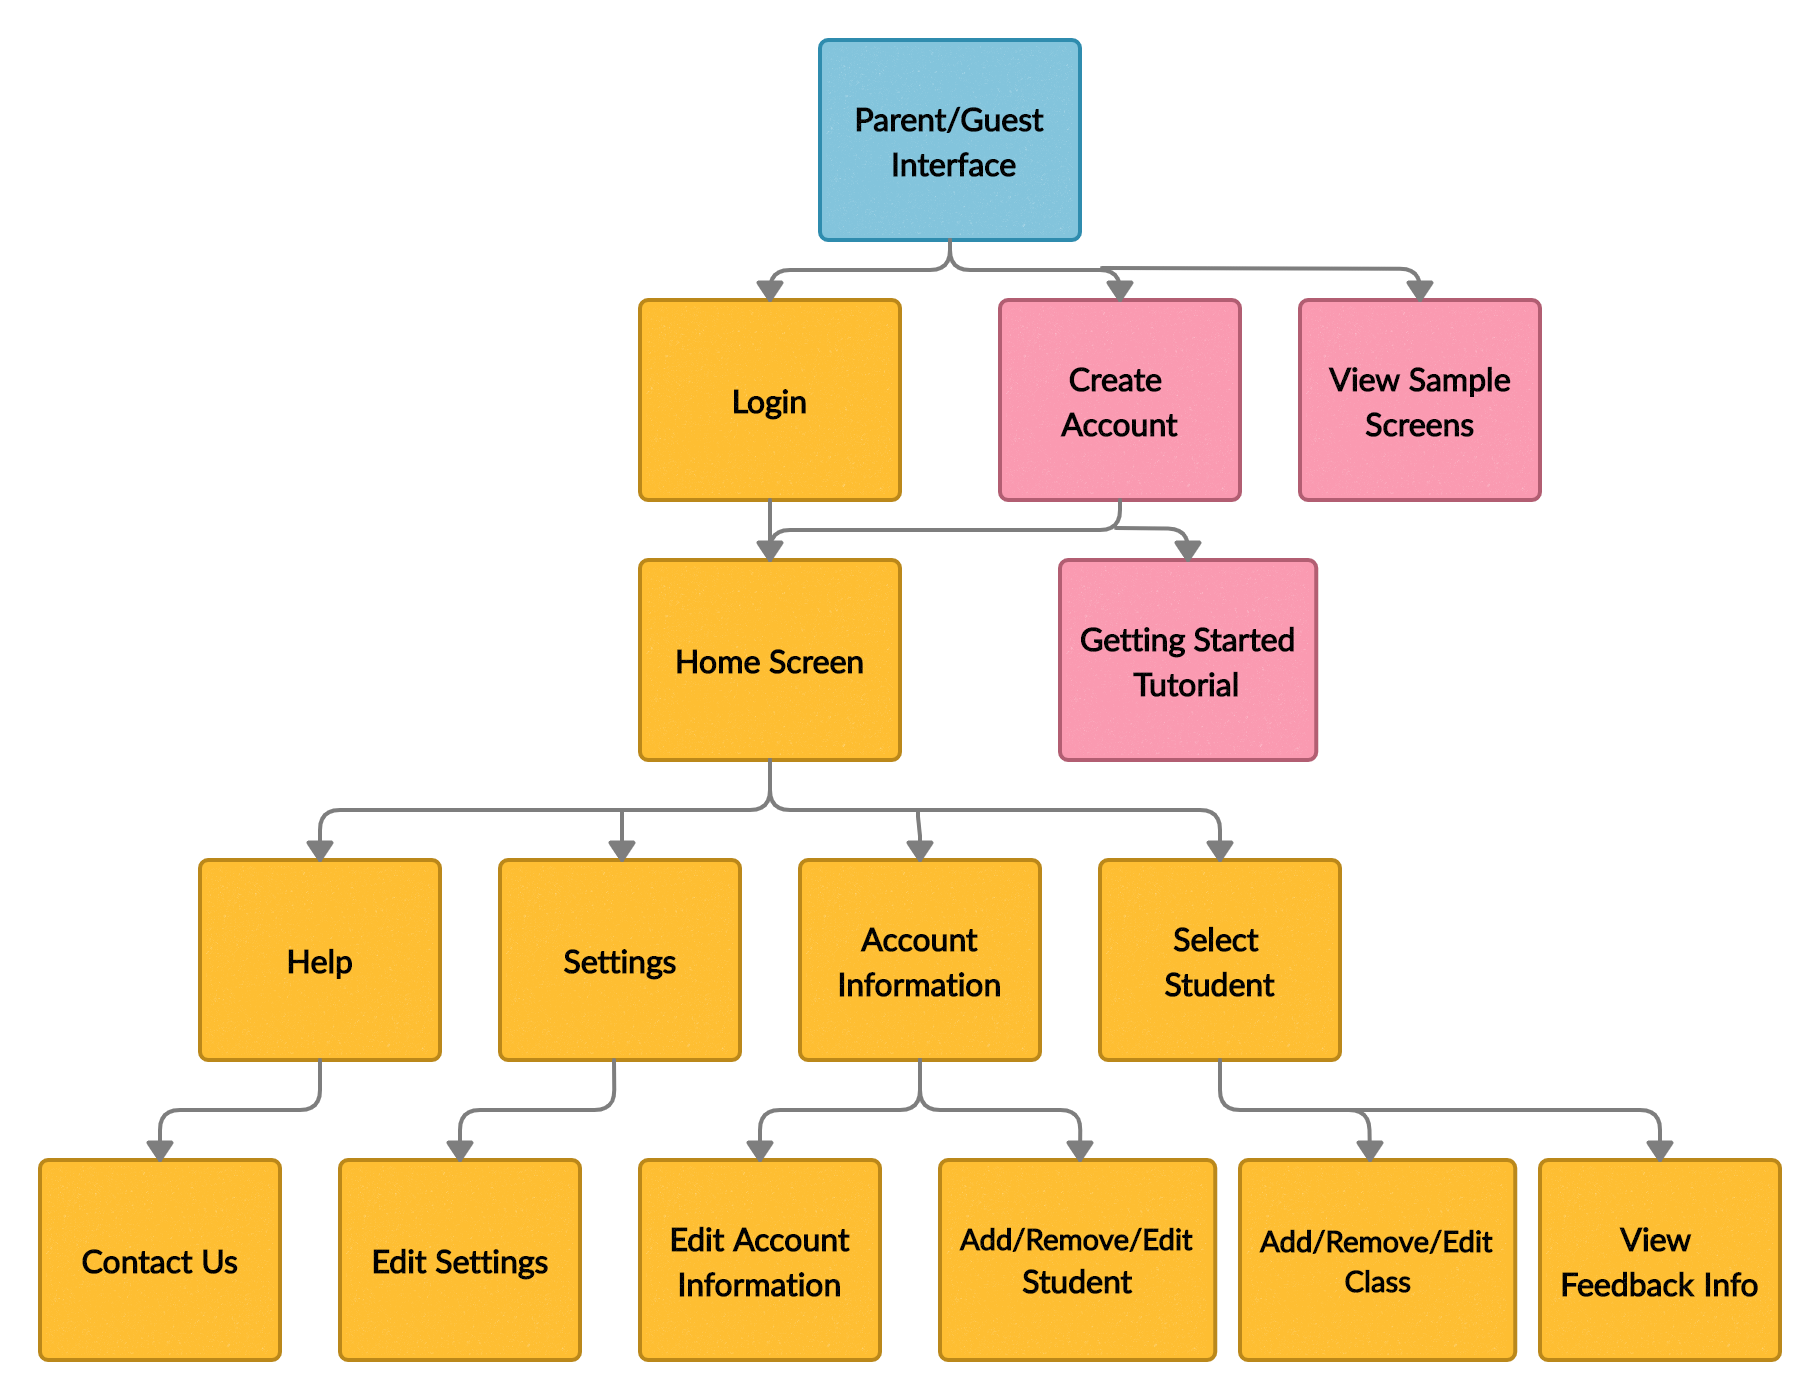 Parent/Guest
Interface
Login
Create
Account
View Sample
Screens
Home Screen
Getting Started
Tutorial
Help
Settings
Account
Information
Select
Student
Contact Us
Edit Settings
Edit Account
Information
Add/Remove/Edit
Student
Add/Remove/Edit
Class
View
Feedback Info